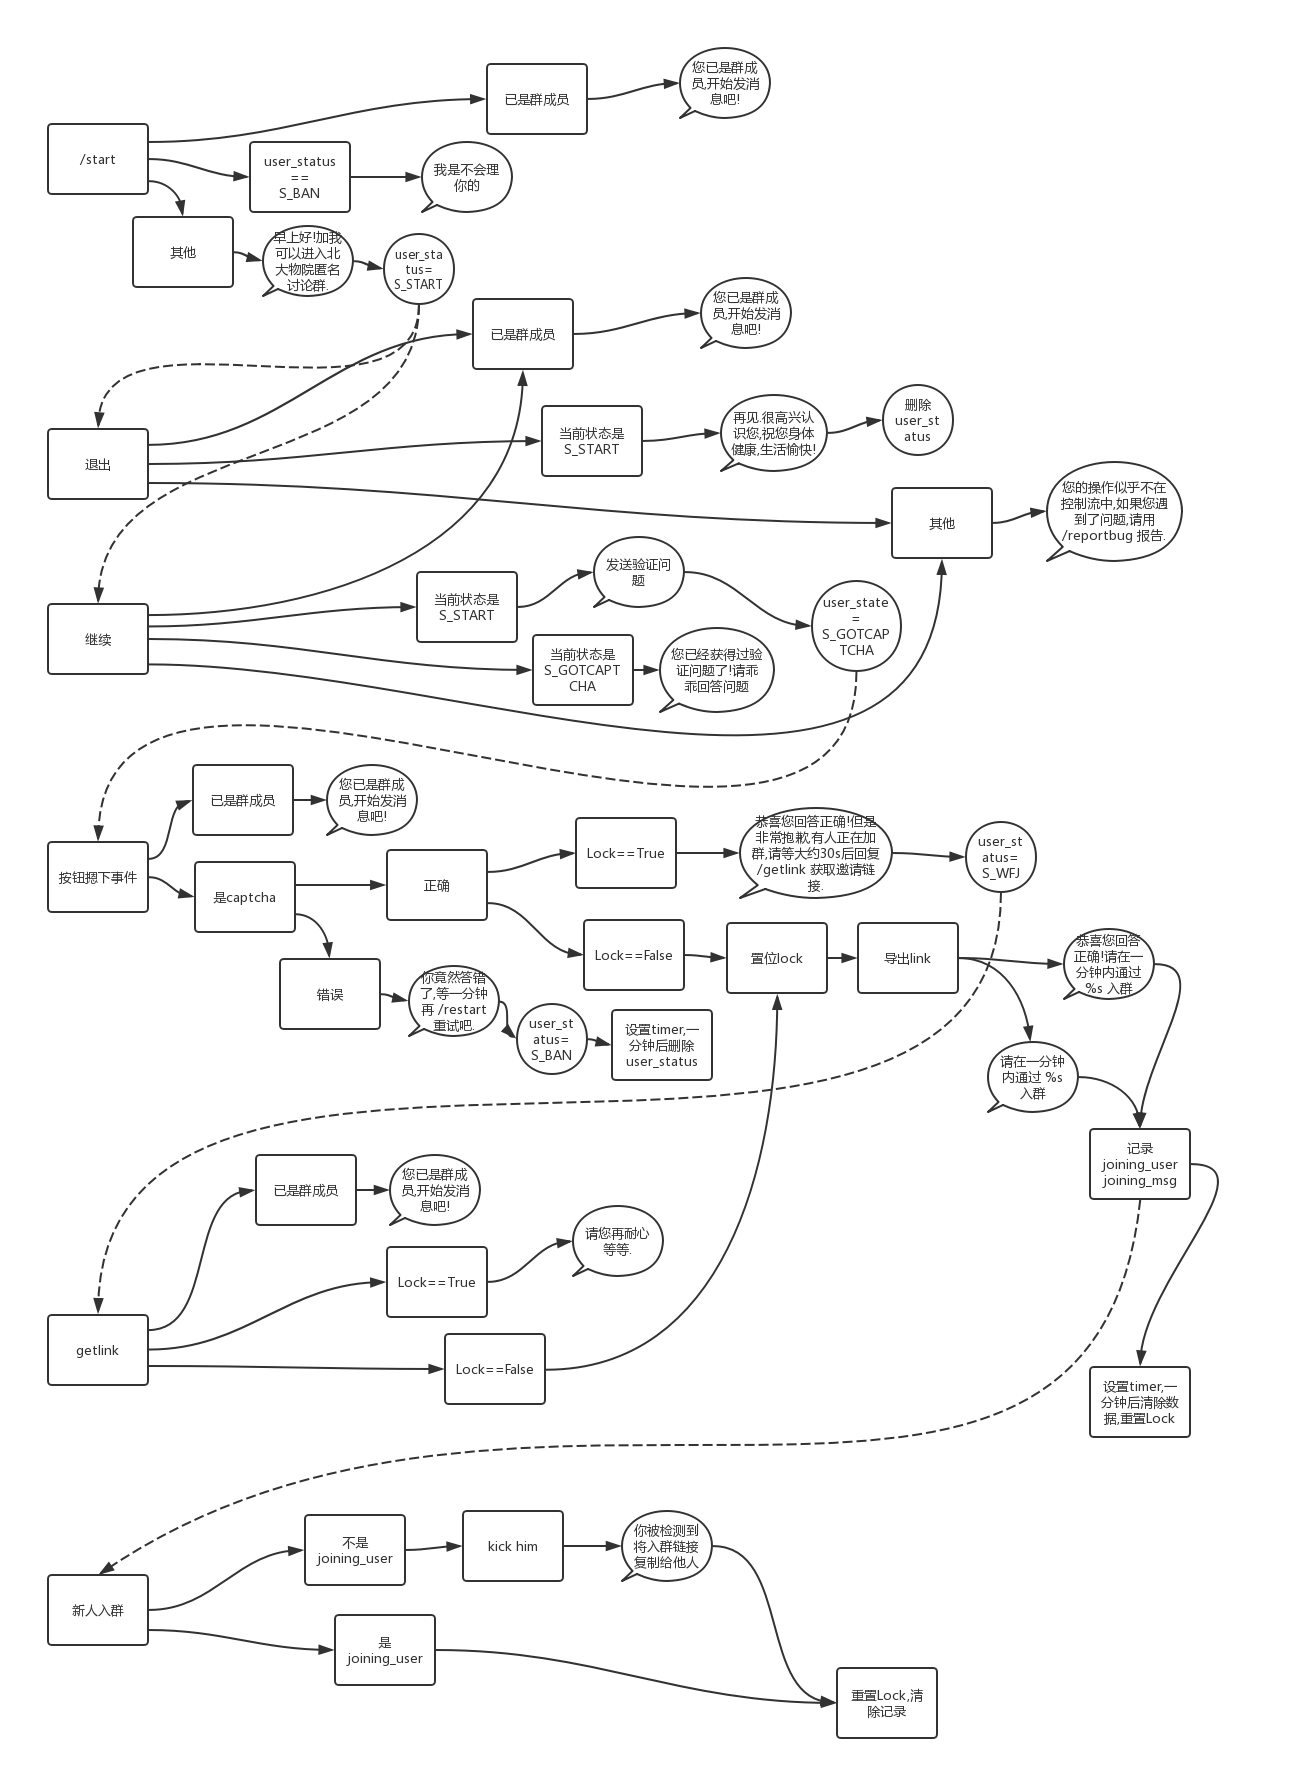 已是群成员
您已是群成
员,开始发消
息吧!
/start
user_status
==
S_BAN
我是不会理
你的
其他
早上好!加我
可以进入北
大物院匿名
讨论群.
user_sta
tus=
S_START
已是群成员
您已是群成
员,开始发消
息吧!
退出
当前状态是
S_START
再见.很高兴认
识您,祝您身体
健康,生活愉快!
删除
user_st
atus
其他
您的操作似乎不在
控制流中,如果您遇
到了问题,请用
/reportbug 报告.
继续
当前状态是
S_START
发送验证问
题
user_state
=
S_GOTCAP
TCHA
当前状态是
S_GOTCAPT
CHA
您已经获得过验
证问题了!请乖
乖回答问题
已是群成员
您已是群成
员,开始发消
息吧!
按钮摁下事件
是captcha
正确
Lock==True
恭喜您回答正确!但是
非常抱歉,有人正在加
群,请等大约30s后回复
/getlink 获取邀请链
接.
user_st
atus=
S_WFJ
Lock==False
置位lock
导出link
恭喜您回答
正确!请在一
分钟内通过
%s 入群
错误
你竟然答错
了,等一分钟
再 /restart
重试吧.
user_st
atus=
S_BAN
设置timer,一
分钟后删除
user_status
请在一分钟
内通过 %s
入群
记录
joining_user
joining_msg
已是群成员
您已是群成
员,开始发消
息吧!
请您再耐心
等等.
Lock==True
getlink
Lock==False
设置timer,一
分钟后清除数
据,重置Lock
不是
joining_user
kick him
你被检测到
将入群链接
复制给他人
新人入群
是
joining_user
重置Lock,清
除记录